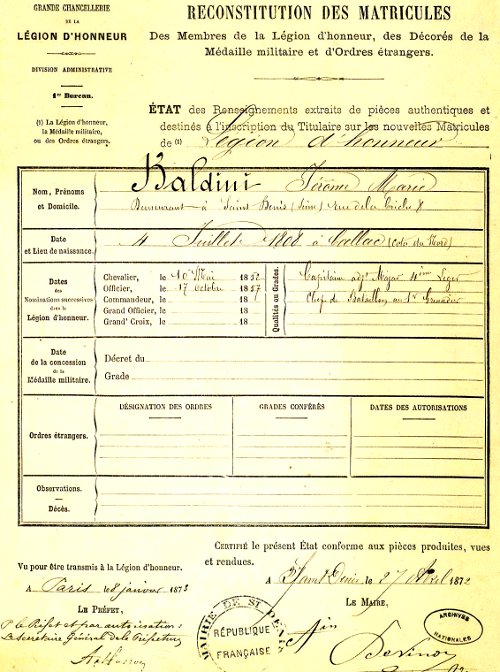 GRANDE CHANCELLERIE
DE LA
LÉGION D'HONNEUR
DIVISION ADMINISTRATIVE
1er Bureau.
(1) La Légion d'honneur,
la Médaille militaire,
ou des Ordres étrangers.
RECONSTITUTION DES MATRICULES
Des Membres de la Légion d'honneur, des Décorés de la
Médaille militaire et d'Ordres étrangers.
ÉTAT des Renseignements extraits de pièces authentiques et
destinés à l'inscription du Titulaire sur les nouvelles Matricules
de (1) Légion d'honneur
Nom, Prénoms
et Domicile.
Baldini Jérôme Marie
Demeurant à Saint Denis (Seine) rue de la
Date
et Lieu de naissance.
4 Juillet 1808 à Callac (Côtes du Nord)
Dates
des
Nominations successives
dans la
Légion d'honneur.
Chevalier, le 10 Mai 1852
Officier, le 17 Octobre 1857
Commandeur, le 18
Grand Officier, le 18
Grand' Croix, le 18
Qualités ou Grades.
Capitaine adjt Major 4ème Léger
Chef de Bataillon au 1er Grenadier
Date
de la concession
de la
Médaille militaire.
Décret du
Grade
Ordres étrangers.
DÉSIGNATION DES ORDRES
GRADES CONFÉRÉS
DATES DES AUTORISATIONS
Observations.
Décès.
CERTIFIÉ le présent État conforme aux pièces produites, vues
et rendues.
A St Denis, le 27 Avril 1872
LE MAIRE,
Vu pour être transmis à la Légion d'honneur.
A Paris le 8 janvier 1873
LE PRÉFET,
P. le Préfet et par autorisation:
Le Secrétaire Général de la Préfecture
MAIRIE DE ST DENIS
RÉPUBLIQUE
FRANÇAISE
ARCHIVES
NATIONALES